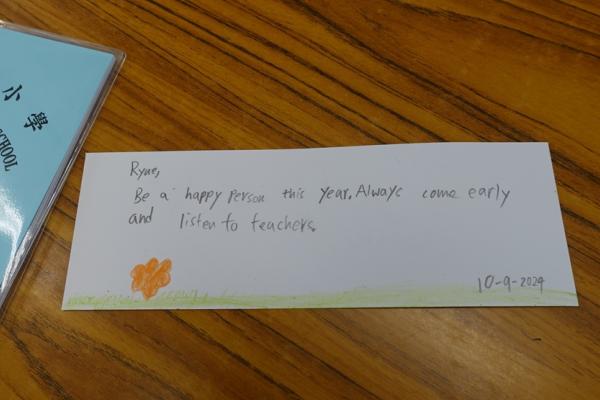 小學
SCHOOL
Ryue,
Be a happy person this year. Always come early
and listen to teachers.
10-9-2024